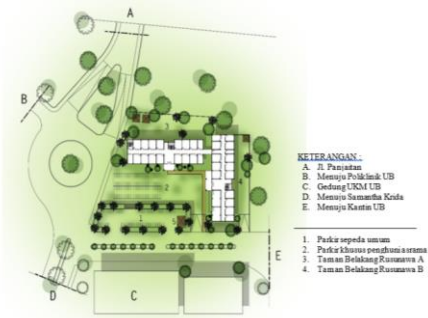 A
B
3
2
4
1
5
E
D
C
KETERANGAN :
A. Jl. Panjaitan
B. Menuju Poliklinik UB
C. Gedung UKM UB
D. Menuju Samantha Krida
E. Menuju Kantin UB
1. Parkir sepeda umum
2. Parkir khusus penghuni asrama
3. Taman Belakang Rusunawa A
4. Taman Belakang Rusunawa B